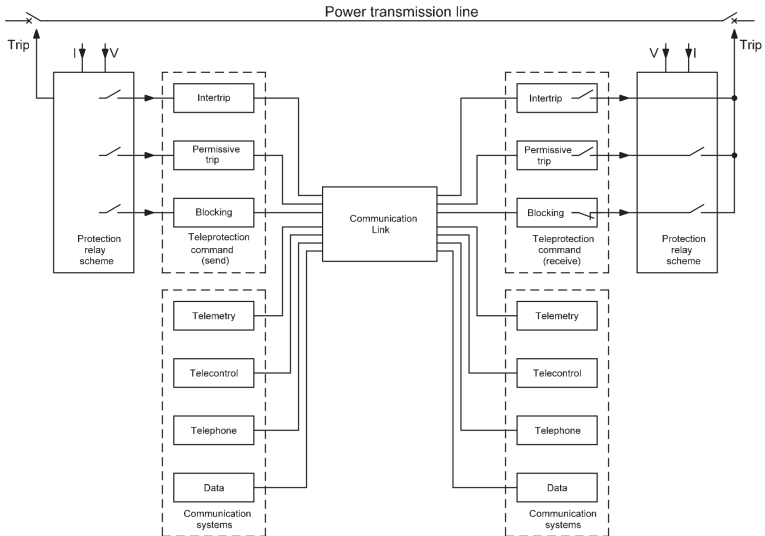 Power transmission line
Trip
I
V
V
I
Trip
Intertrip
Permissive
trip
Blocking
Protection
relay
scheme
Teleprotection
command
(send)
Communication
Link
Intertrip
Permissive
trip
Blocking
Teleprotection
command
(receive)
Protection
relay
scheme
Telemetry
Telecontrol
Telephone
Data
Communication
systems
Telemetry
Telecontrol
Telephone
Data
Communication
systems